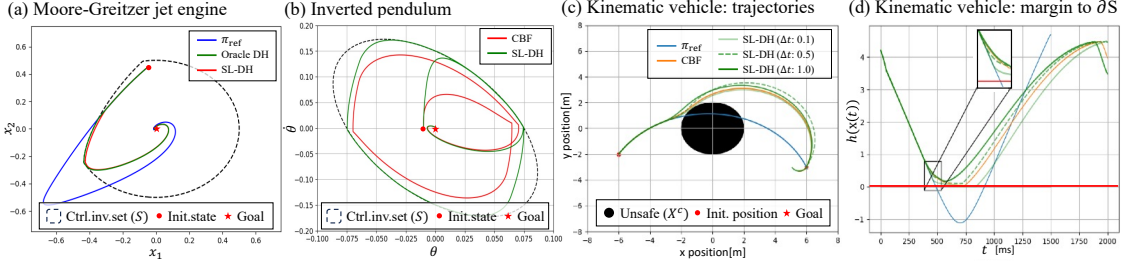 (a) Moore-Greitzer jet engine
π_ref
Oracle DH
SL-DH
0.4
0.2
0.0
−0.2
−0.4
−0.6
x_2
Ctrl.inv.set (S) Init.state Goal
−0.6 −0.4 −0.2 0.0 0.2 0.4 0.6
x_1
(b) Inverted pendulum
CBF
SL-DH
0.20
0.15
0.10
0.05
0.00
−0.05
−0.10
−0.15
−0.20
θ̇
Ctrl.inv.set (S) Init.state Goal
−0.100 −0.075 −0.050 −0.025 0.000 0.025 0.050 0.075 0.100
θ
(c) Kinematic vehicle: trajectories
π_ref
CBF
SL-DH (Δt: 0.1)
SL-DH (Δt: 0.5)
SL-DH (Δt: 1.0)
8
6
4
2
0
−2
−4
−6
−8
y position[m]
Unsafe (X^c) Init. position Goal
−8 −6 −4 −2 0 2 4 6 8
x position[m]
(d) Kinematic vehicle: margin to ∂S
5
4
3
2
1
0
−1
h(x(t))
0 250 500 750 1000 1250 1500 1750 2000
t [ms]